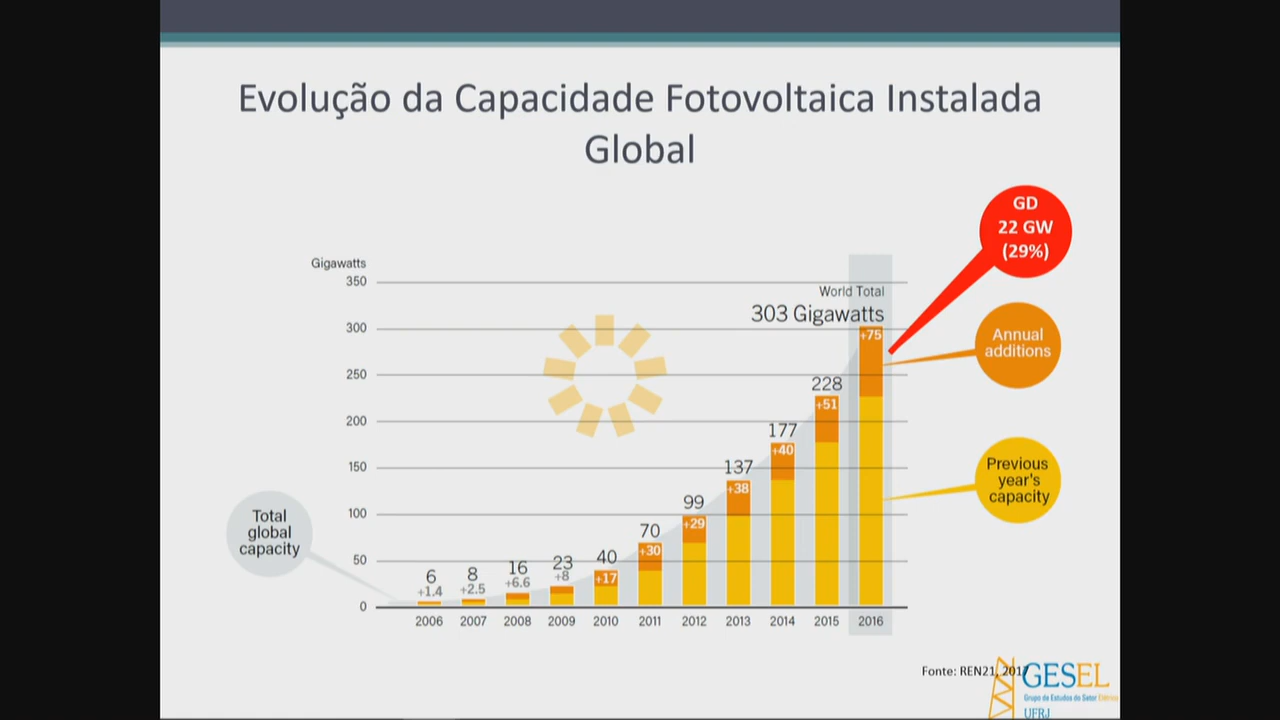 Evolução da Capacidade Fotovoltaica Instalada
Global
GD
22 GW
(29%)
Gigawatts
350
300
250
200
150
100
50
0
World Total
303 Gigawatts
+75
Annual
additions
228
+51
177
+40
137
+38
99
+29
70
+30
40
+17
23
+8
16
+6.6
8
+2.5
6
+1.4
Previous
year's
capacity
Total
global
capacity
2006 2007 2008 2009 2010 2011 2012 2013 2014 2015 2016
Fonte: REN21, 2017
GESEL
Grupo de Estudos do Setor Elétrico
UFRJ